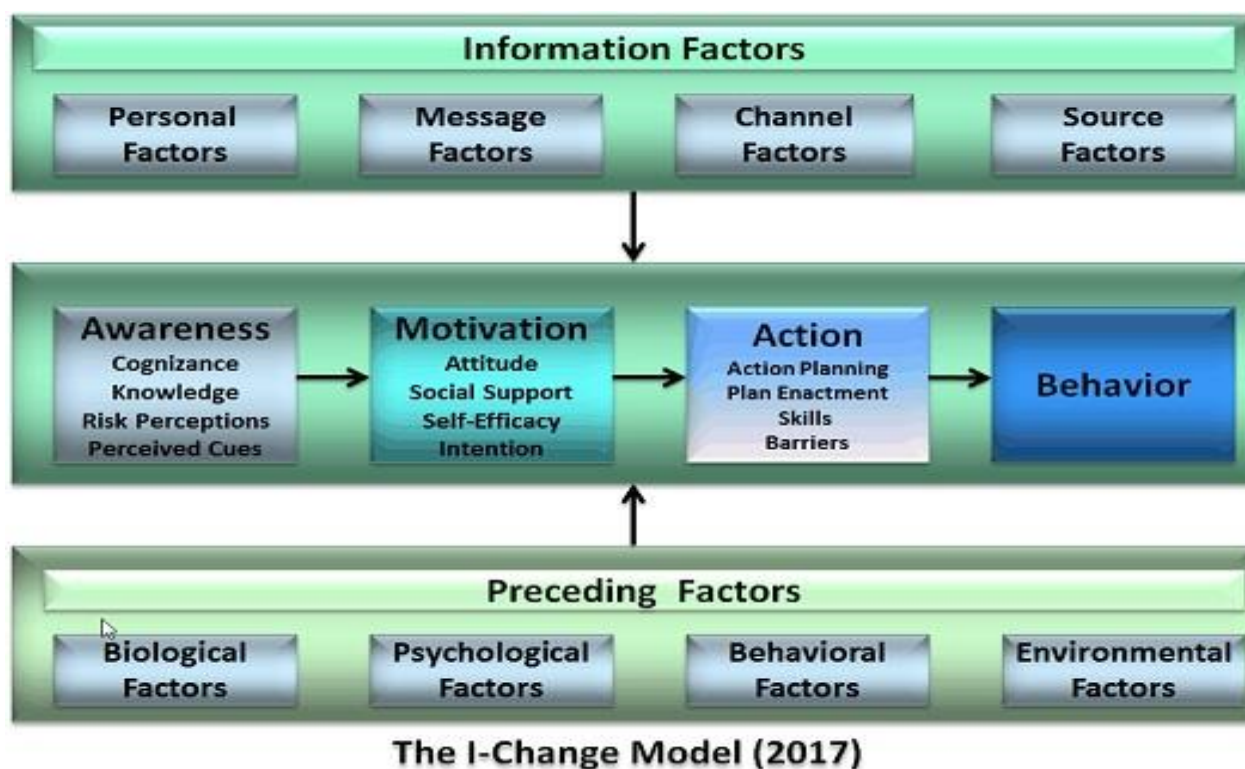 Information Factors
Personal
Factors
Message
Factors
Channel
Factors
Source
Factors
Awareness
Cognizance
Knowledge
Risk Perceptions
Perceived Cues
Motivation
Attitude
Social Support
Self-Efficacy
Intention
Action
Action Planning
Plan Enactment
Skills
Barriers
Behavior
Preceding Factors
Biological
Factors
Psychological
Factors
Behavioral
Factors
Environmental
Factors
The I-Change Model (2017)